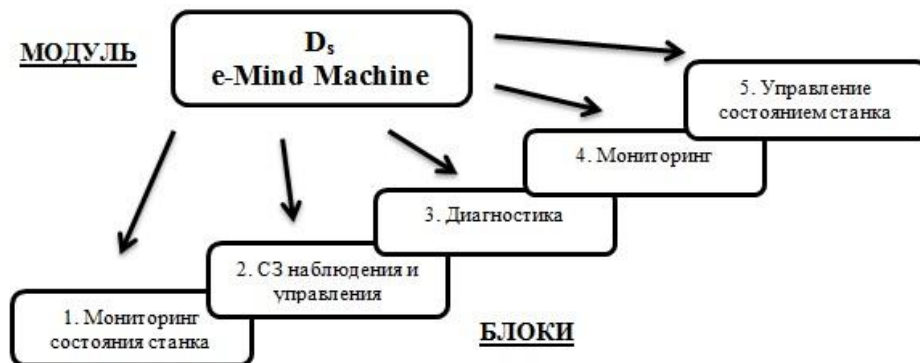 МОДУЛЬ
Ds
e-Mind Machine
5. Управление
состоянием станка
4. Мониторинг
3. Диагностика
2. СЗ наблюдения и
управления
1. Мониторинг
состояния станка
БЛОКИ